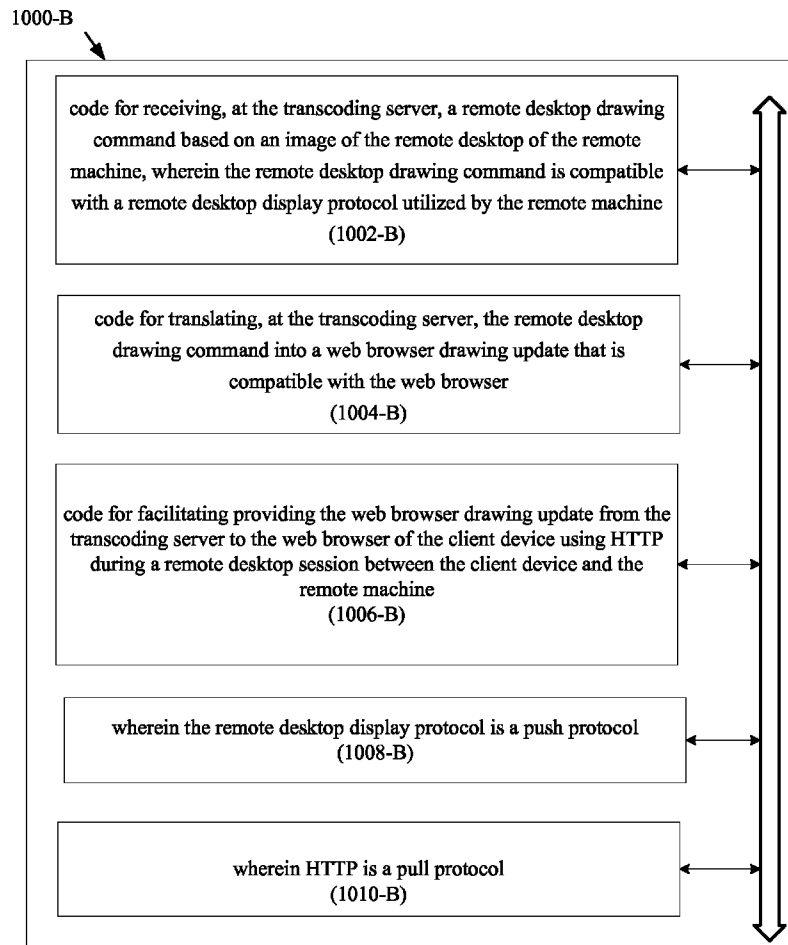 1000-B
code for receiving, at the transcoding server, a remote desktop drawing
command based on an image of the remote desktop of the remote
machine, wherein the remote desktop drawing command is compatible
with a remote desktop display protocol utilized by the remote machine
(1002-B)
code for translating, at the transcoding server, the remote desktop
drawing command into a web browser drawing update that is
compatible with the web browser
(1004-B)
code for facilitating providing the web browser drawing update from the
transcoding server to the web browser of the client device using HTTP
during a remote desktop session between the client device and the
remote machine
(1006-B)
wherein the remote desktop display protocol is a push protocol
(1008-B)
wherein HTTP is a pull protocol
(1010-B)